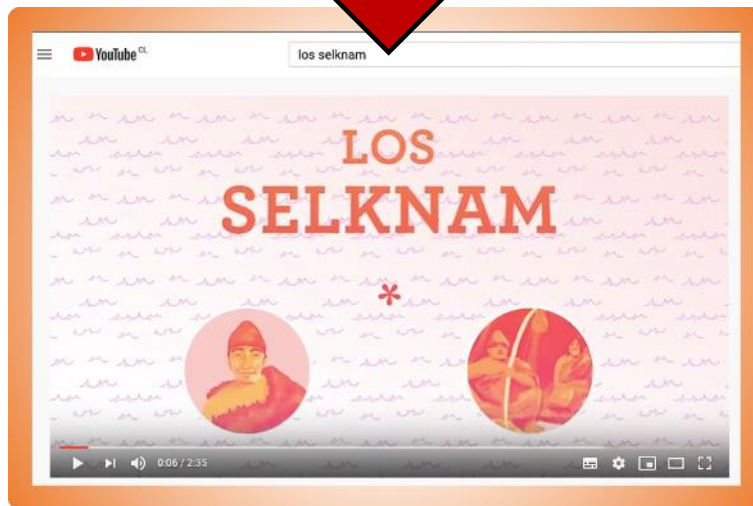 YouTube CL
los selknam
LOS
SELKNAM
*
0:06 / 2:35